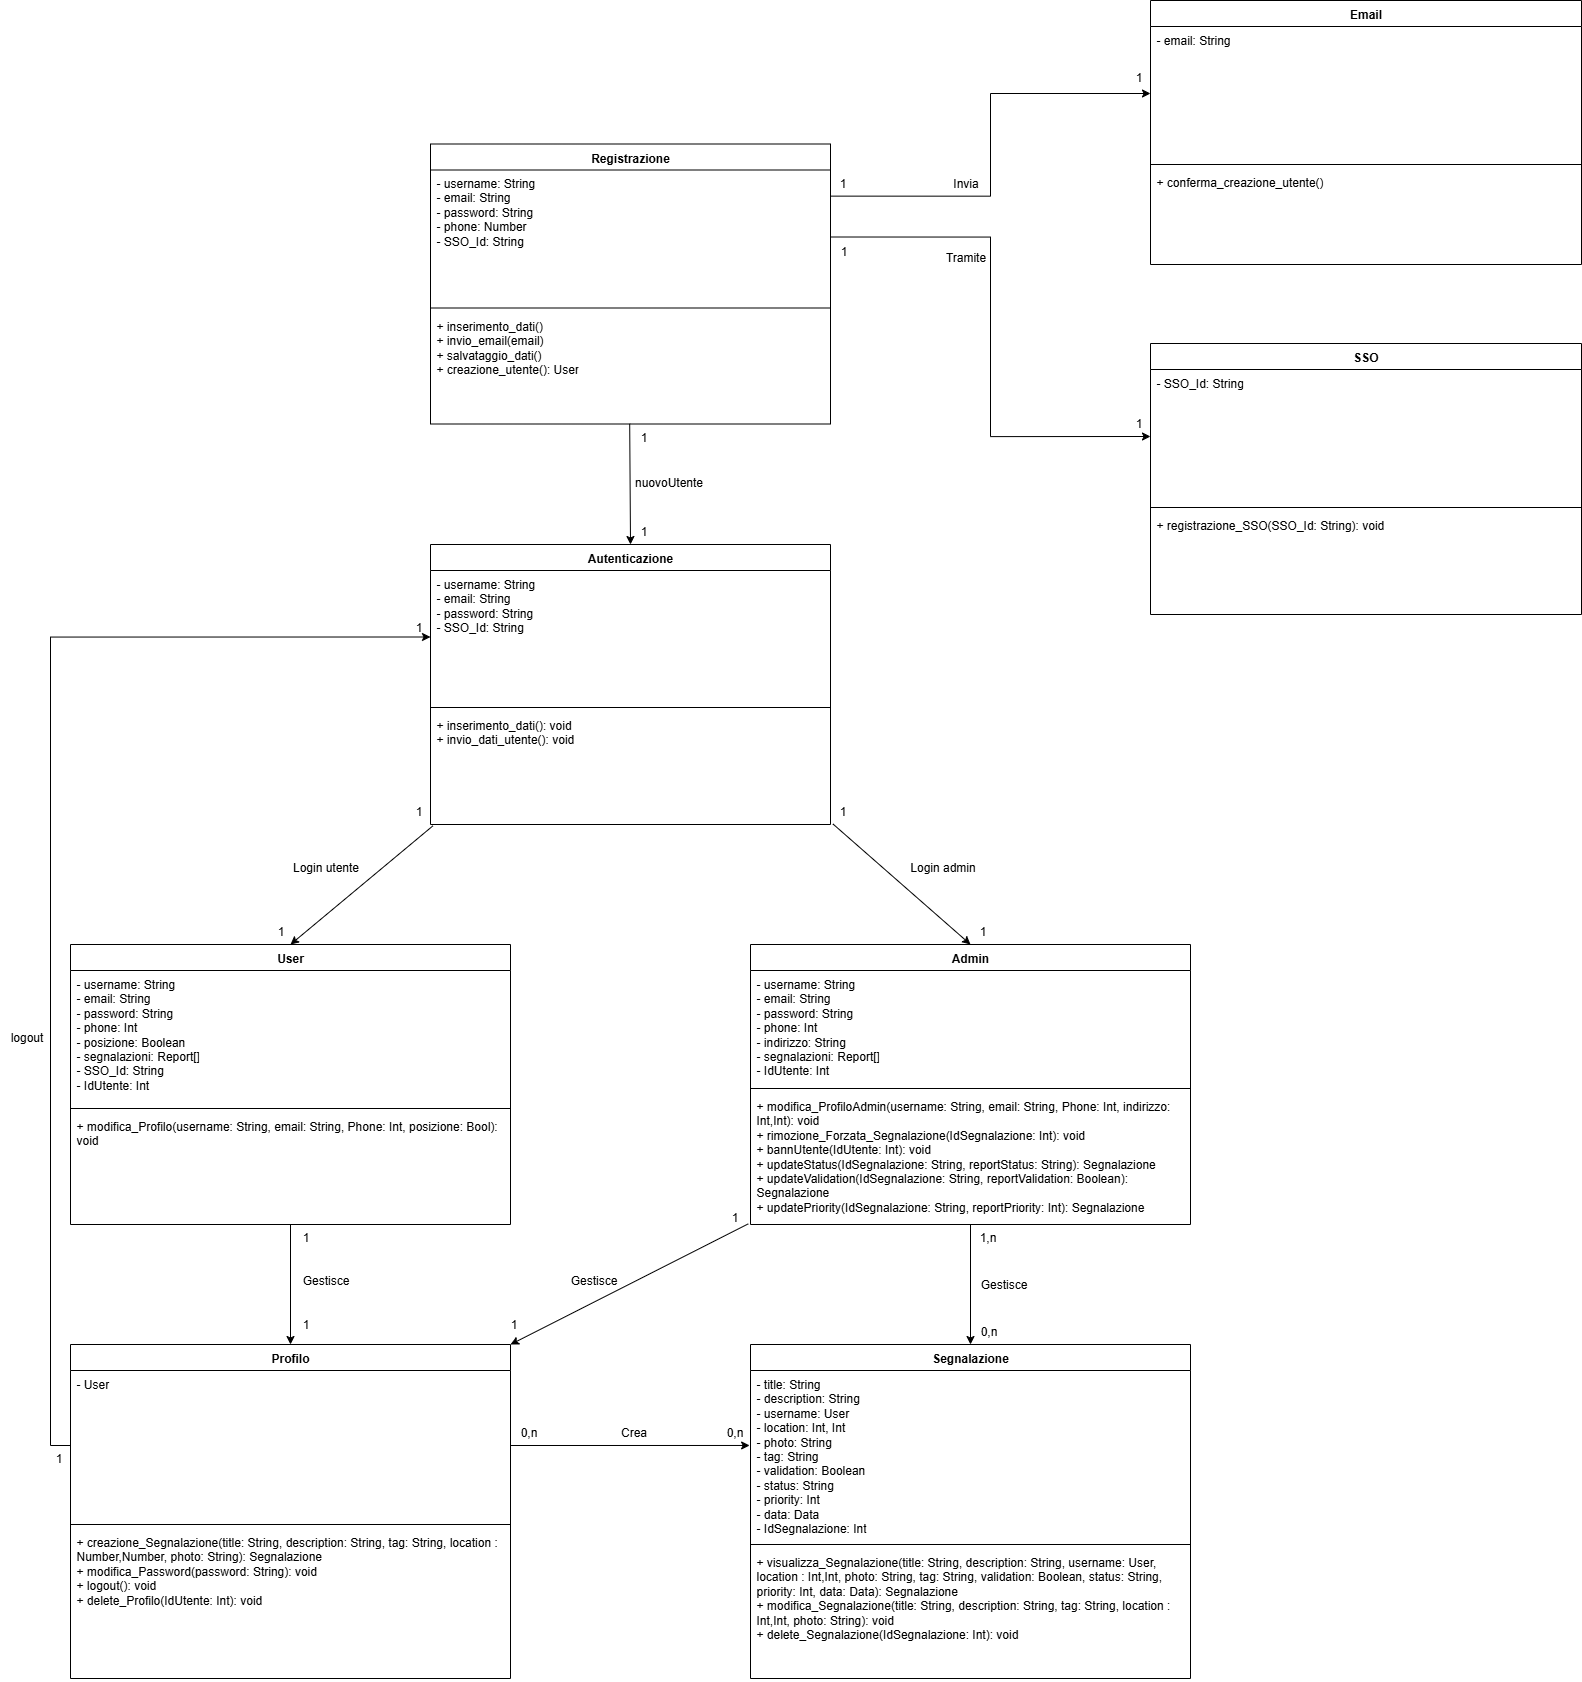 Email
- email: String
+ conferma_creazione_utente()
1
Registrazione
- username: String
- email: String
- password: String
- phone: Number
- SSO_Id: String
+ inserimento_dati()
+ invio_email(email)
+ salvataggio_dati()
+ creazione_utente(): User
1
Invia
1
Tramite
1
SSO
- SSO_Id: String
+ registrazione_SSO(SSO_Id: String): void
1
nuovoUtente
1
Autenticazione
- username: String
- email: String
- password: String
- SSO_Id: String
+ inserimento_dati(): void
+ invio_dati_utente(): void
1
1
1
Login utente
Login admin
1
1
User
- username: String
- email: String
- password: String
- phone: Int
- posizione: Boolean
- segnalazioni: Report[]
- SSO_Id: String
- IdUtente: Int
+ modifica_Profilo(username: String, email: String, Phone: Int, posizione: Bool):
void
logout
Admin
- username: String
- email: String
- password: String
- phone: Int
- indirizzo: String
- segnalazioni: Report[]
- IdUtente: Int
+ modifica_ProfiloAdmin(username: String, email: String, Phone: Int, indirizzo:
Int,Int): void
+ rimozione_Forzata_Segnalazione(IdSegnalazione: Int): void
+ bannUtente(IdUtente: Int): void
+ updateStatus(IdSegnalazione: String, reportStatus: String): Segnalazione
+ updateValidation(IdSegnalazione: String, reportValidation: Boolean):
Segnalazione
+ updatePriority(IdSegnalazione: String, reportPriority: Int): Segnalazione
1
Gestisce
1
1
Gestisce
1
1,n
Gestisce
0,n
Profilo
- User
+ creazione_Segnalazione(title: String, description: String, tag: String, location :
Number,Number, photo: String): Segnalazione
+ modifica_Password(password: String): void
+ logout(): void
+ delete_Profilo(IdUtente: Int): void
1
0,n
Crea
0,n
Segnalazione
- title: String
- description: String
- username: User
- location: Int, Int
- photo: String
- tag: String
- validation: Boolean
- status: String
- priority: Int
- data: Data
- IdSegnalazione: Int
+ visualizza_Segnalazione(title: String, description: String, username: User,
location : Int,Int, photo: String, tag: String, validation: Boolean, status: String,
priority: Int, data: Data): Segnalazione
+ modifica_Segnalazione(title: String, description: String, tag: String, location :
Int,Int, photo: String): void
+ delete_Segnalazione(IdSegnalazione: Int): void